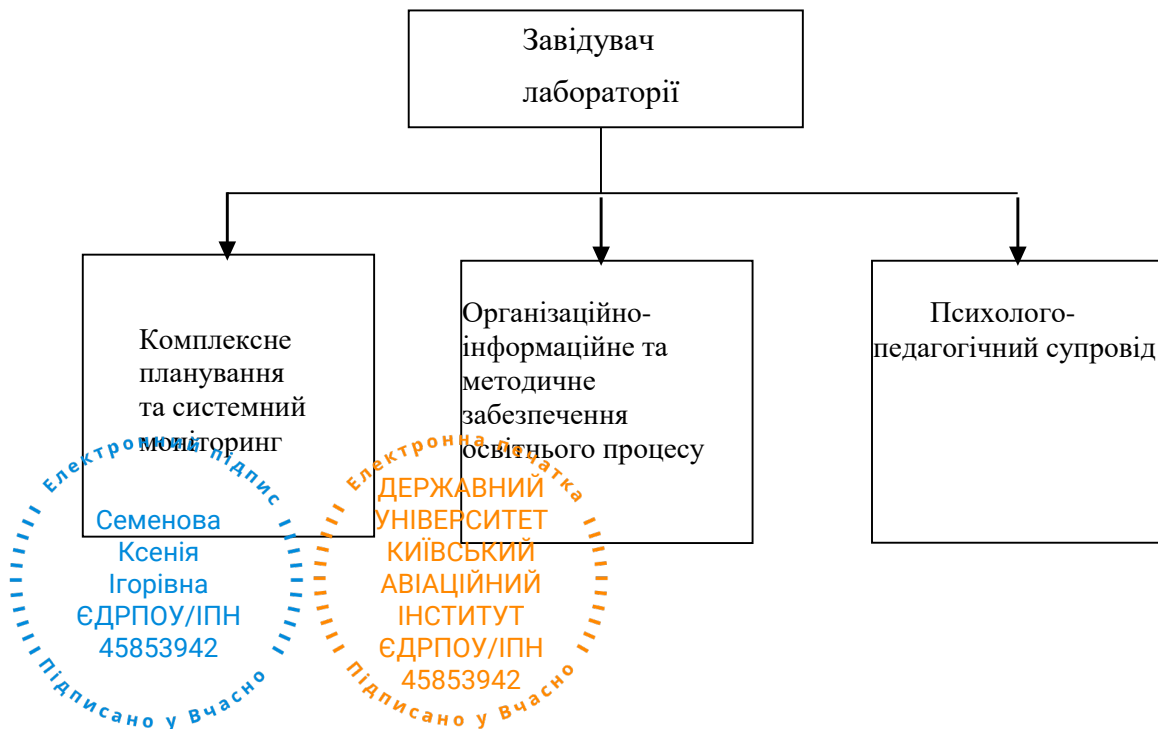 Завідувач
лабораторії
Комплексне
планування
та системний
моніторинг
Організаційно-
інформаційне та
методичне
забезпечення
освітнього процесу
Психолого-
педагогічний супровід
Електронний підпис
Семенова
Ксенія
Ігорівна
ЄДРПОУ/ІПН
45853942
Підписано у Вчасно
Електронна печатка
ДЕРЖАВНИЙ
УНІВЕРСИТЕТ
КИЇВСЬКИЙ
АВІАЦІЙНИЙ
ІНСТИТУТ
ЄДРПОУ/ІПН
45853942
Підписано у Вчасно